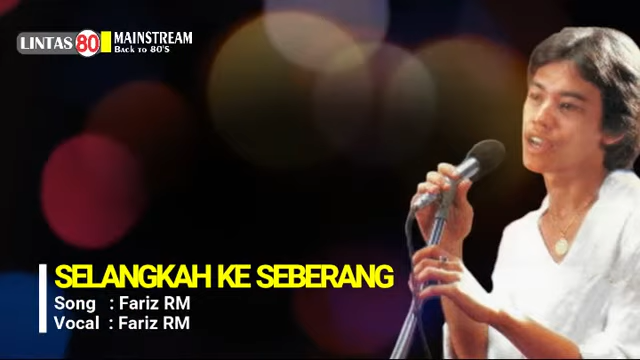 LINTAS 80 MAINSTREAM
Back to 80's
SELANGKAH KE SEBERANG
Song : Fariz RM
Vocal : Fariz RM